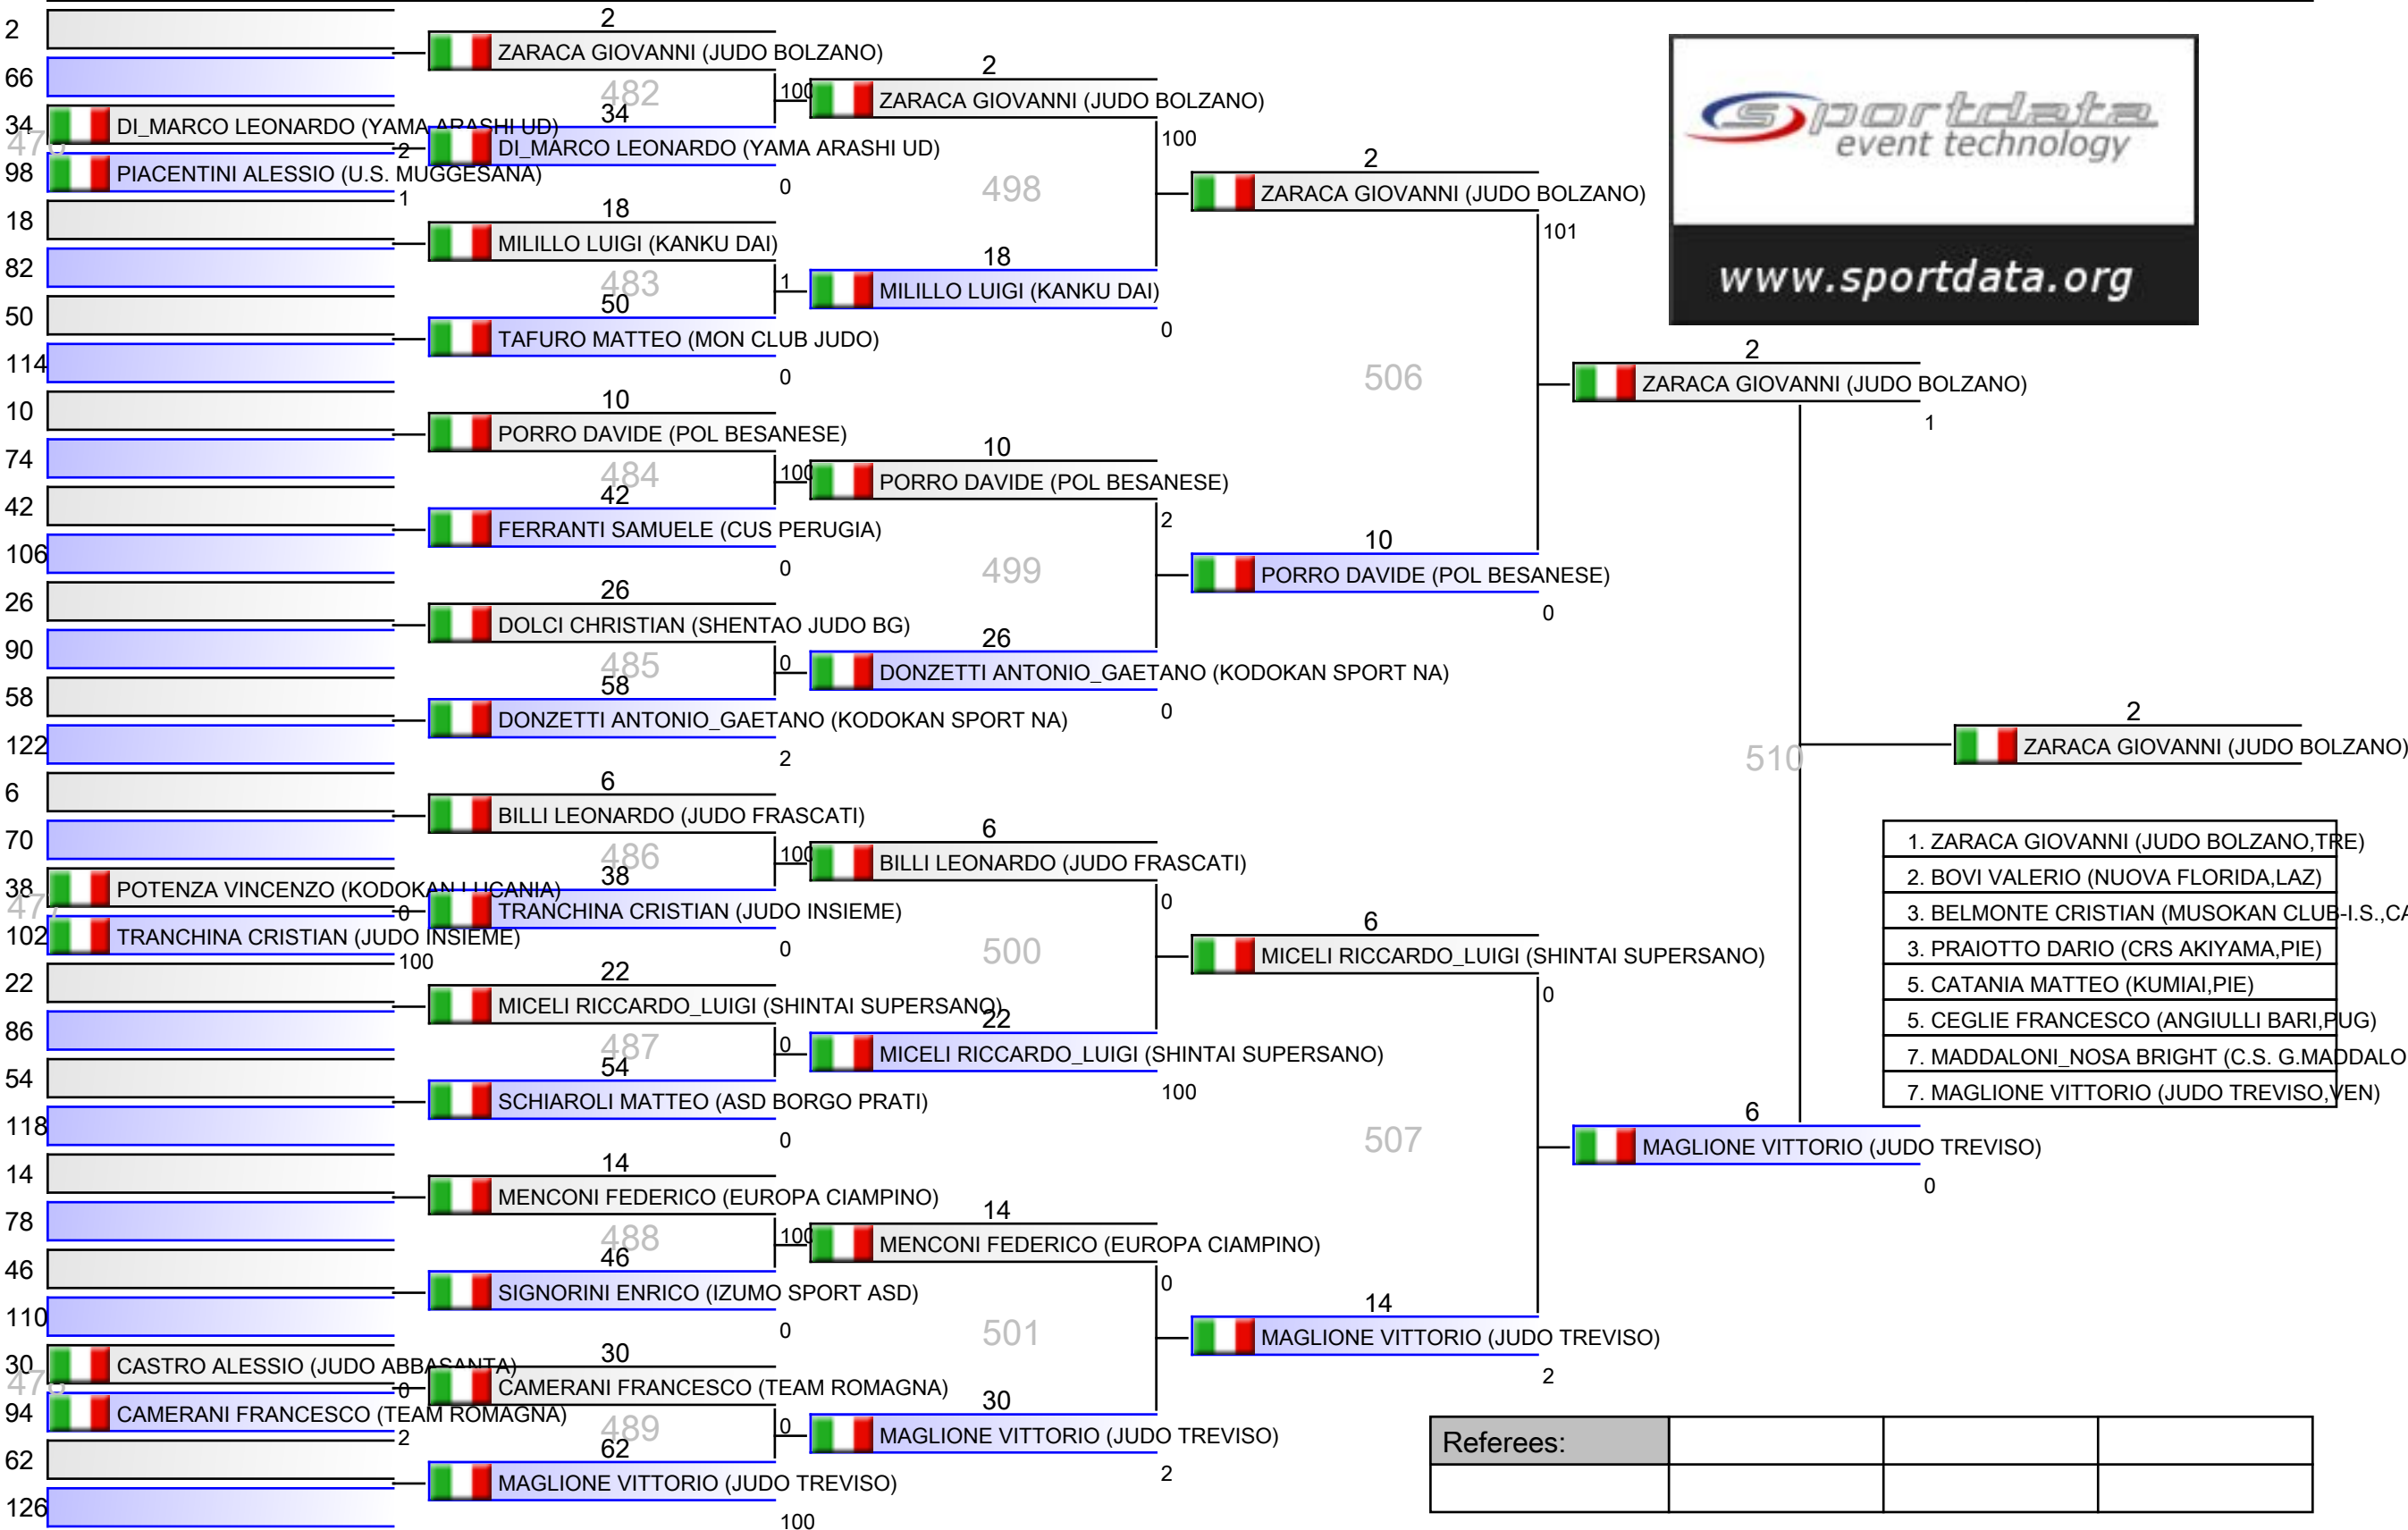 2
66
34
98
18
82
50
114
10
74
42
106
26
90
58
122
6
70
38
102
22
86
54
118
14
78
46
110
30
94
62
126
DI_MARCO LEONARDO (YAMA ARASHI UD)
2
PIACENTINI ALESSIO (U.S. MUGGESANA)
1
POTENZA VINCENZO (KODOKAN LUCANIA)
0
TRANCHINA CRISTIAN (JUDO INSIEME)
100
CASTRO ALESSIO (JUDO ABBASANTA)
0
CAMERANI FRANCESCO (TEAM ROMAGNA)
2
2
ZARACA GIOVANNI (JUDO BOLZANO)
482
100
34
DI_MARCO LEONARDO (YAMA ARASHI UD)
0
18
MILILLO LUIGI (KANKU DAI)
483
1
50
TAFURO MATTEO (MON CLUB JUDO)
0
10
PORRO DAVIDE (POL BESANESE)
484
100
42
FERRANTI SAMUELE (CUS PERUGIA)
0
26
DOLCI CHRISTIAN (SHENTAO JUDO BG)
485
0
58
DONZETTI ANTONIO_GAETANO (KODOKAN SPORT NA)
2
6
BILLI LEONARDO (JUDO FRASCATI)
486
100
38
TRANCHINA CRISTIAN (JUDO INSIEME)
0
22
MICELI RICCARDO_LUIGI (SHINTAI SUPERSANO)
487
0
54
SCHIAROLI MATTEO (ASD BORGO PRATI)
0
14
MENCONI FEDERICO (EUROPA CIAMPINO)
488
100
46
SIGNORINI ENRICO (IZUMO SPORT ASD)
0
30
CAMERANI FRANCESCO (TEAM ROMAGNA)
489
0
62
MAGLIONE VITTORIO (JUDO TREVISO)
100
2
ZARACA GIOVANNI (JUDO BOLZANO)
100
498
18
MILILLO LUIGI (KANKU DAI)
0
10
PORRO DAVIDE (POL BESANESE)
2
499
26
DONZETTI ANTONIO_GAETANO (KODOKAN SPORT NA)
0
6
BILLI LEONARDO (JUDO FRASCATI)
0
500
22
MICELI RICCARDO_LUIGI (SHINTAI SUPERSANO)
100
14
MENCONI FEDERICO (EUROPA CIAMPINO)
0
501
30
MAGLIONE VITTORIO (JUDO TREVISO)
2
2
ZARACA GIOVANNI (JUDO BOLZANO)
101
506
10
PORRO DAVIDE (POL BESANESE)
0
6
MICELI RICCARDO_LUIGI (SHINTAI SUPERSANO)
0
507
14
MAGLIONE VITTORIO (JUDO TREVISO)
2
sportdata
event technology
www.sportdata.org
2
ZARACA GIOVANNI (JUDO BOLZANO)
1
510
6
MAGLIONE VITTORIO (JUDO TREVISO)
0
2
ZARACA GIOVANNI (JUDO BOLZANO)
1. ZARACA GIOVANNI (JUDO BOLZANO,TRE)
2. BOVI VALERIO (NUOVA FLORIDA,LAZ)
3. BELMONTE CRISTIAN (MUSOKAN CLUB-I.S.,CA
3. PRAIOTTO DARIO (CRS AKIYAMA,PIE)
5. CATANIA MATTEO (KUMIAI,PIE)
5. CEGLIE FRANCESCO (ANGIULLI BARI,PUG)
7. MADDALONI_NOSA BRIGHT (C.S. G.MADDALO
7. MAGLIONE VITTORIO (JUDO TREVISO,VEN)
Referees: